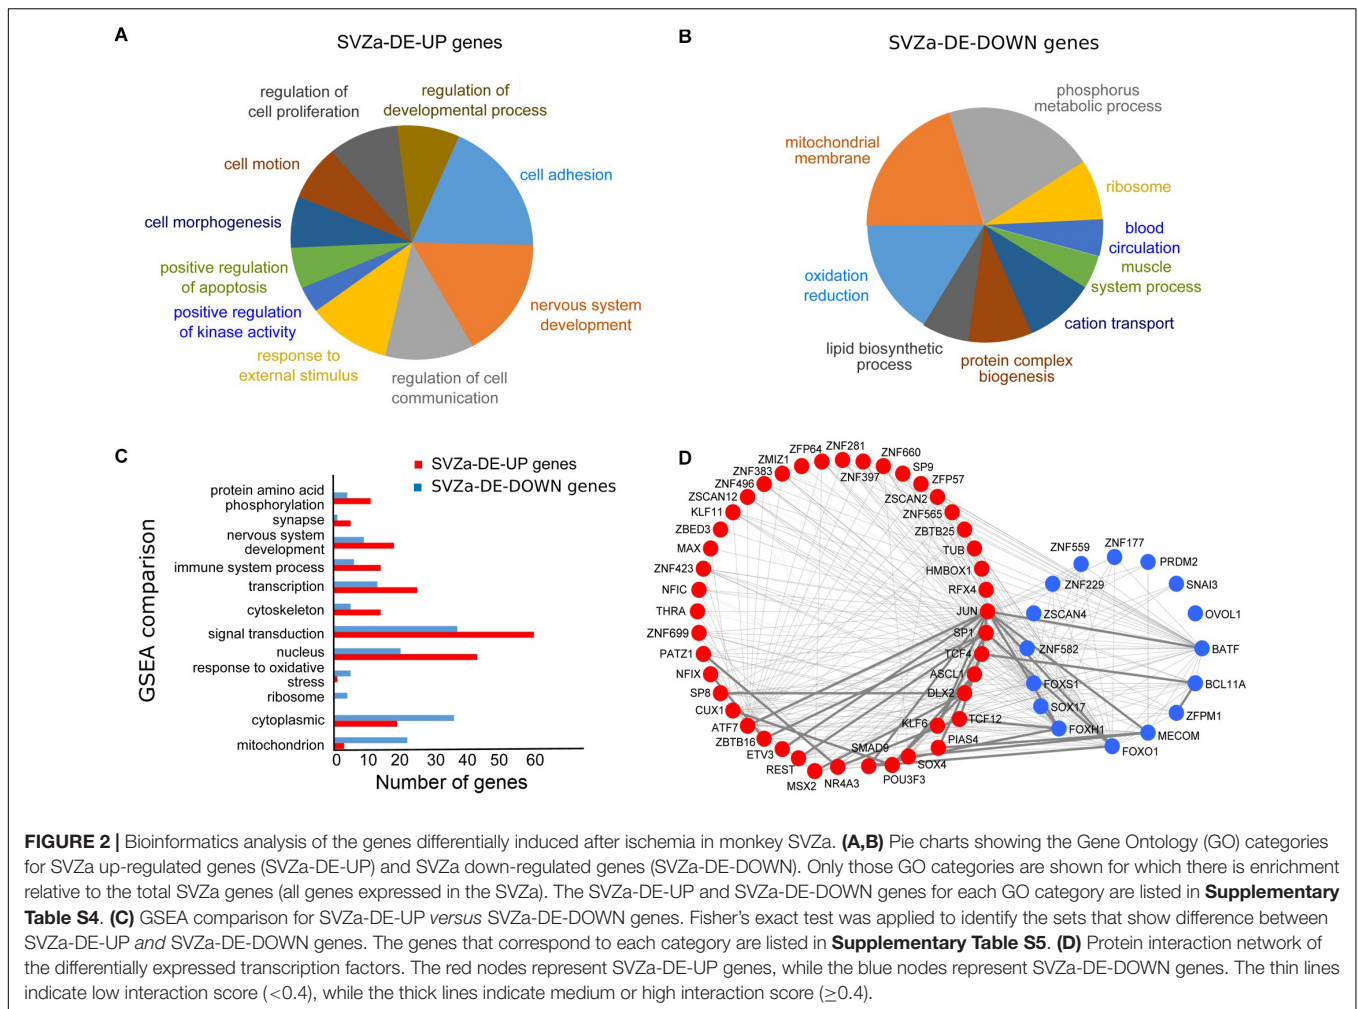 A
SVZa-DE-UP genes
regulation of
cell proliferation
regulation of
developmental process
cell motion
cell adhesion
cell morphogenesis
positive regulation
of apoptosis
positive regulation
of kinase activity
nervous system
development
response to
external stimulus
regulation of cell
communication
B
SVZa-DE-DOWN genes
phosphorus
metabolic process
mitochondrial
membrane
ribosome
blood
circulation
muscle
system process
oxidation
reduction
cation transport
lipid biosynthetic
process
protein complex
biogenesis
C
SVZa-DE-UP genes
SVZa-DE-DOWN genes
GSEA comparison
protein amino acid
phosphorylation
synapse
nervous system
development
immune system process
transcription
cytoskeleton
signal transduction
nucleus
response to oxidative
stress
ribosome
cytoplasmic
mitochondrion
0 10 20 30 40 50 60
Number of genes
D
ZFP64
ZNF281
ZNF660
ZMIZ1
ZNF397
SP9
ZNF383
ZFP57
ZNF496
ZSCAN2
ZSCAN12
ZNF565
KLF11
ZBTB25
ZBED3
TUB
MAX
HMBOX1
ZNF423
RFX4
NFIC
JUN
THRA
SP1
ZNF699
TCF4
PATZ1
ASCL1
NFIX
DLX2
SP8
TCF12
CUX1
KLF6
ATF7
PIAS4
ZBTB16
SMAD9
ETV3
SOX4
REST
POU3F3
MSX2
NR4A3
ZNF559
ZNF177
PRDM2
ZNF229
SNAI3
ZSCAN4
OVOL1
ZNF582
BATF
FOXS1
BCL11A
SOX17
ZFPM1
FOXH1
MECOM
FOXO1
FIGURE 2 | Bioinformatics analysis of the genes differentially induced after ischemia in monkey SVZa. (A,B) Pie charts showing the Gene Ontology (GO) categories
for SVZa up-regulated genes (SVZa-DE-UP) and SVZa down-regulated genes (SVZa-DE-DOWN). Only those GO categories are shown for which there is enrichment
relative to the total SVZa genes (all genes expressed in the SVZa). The SVZa-DE-UP and SVZa-DE-DOWN genes for each GO category are listed in Supplementary
Table S4. (C) GSEA comparison for SVZa-DE-UP versus SVZa-DE-DOWN genes. Fisher's exact test was applied to identify the sets that show difference between
SVZa-DE-UP and SVZa-DE-DOWN genes. The genes that correspond to each category are listed in Supplementary Table S5. (D) Protein interaction network of
the differentially expressed transcription factors. The red nodes represent SVZa-DE-UP genes, while the blue nodes represent SVZa-DE-DOWN genes. The thin lines
indicate low interaction score (<0.4), while the thick lines indicate medium or high interaction score (≥0.4).